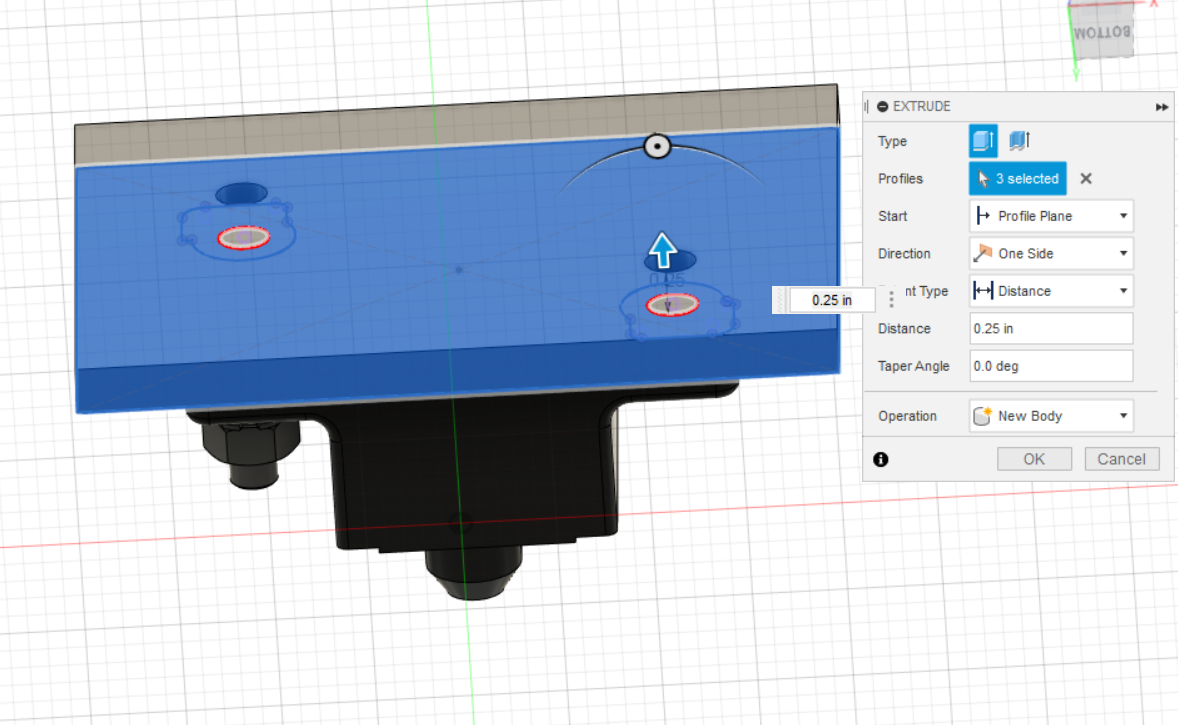 X
BOTTOM
EXTRUDE
Type
Profiles
3 selected
Start
Profile Plane
Direction
One Side
0.25
0.25 in
nt Type
Distance
Distance
0.25 in
Taper Angle
0.0 deg
Operation
New Body
OK
Cancel